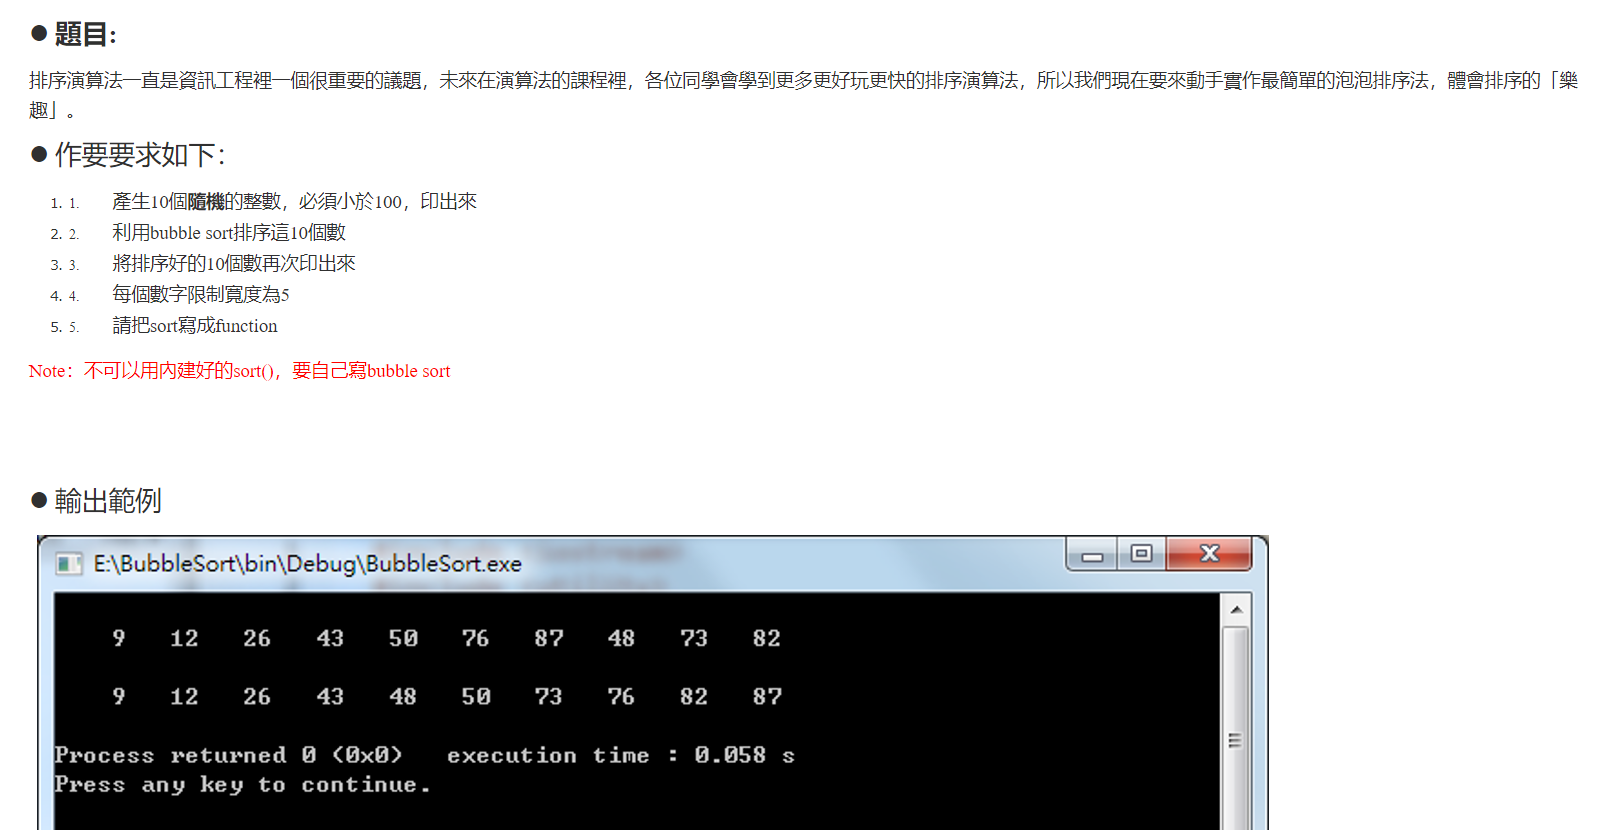 ● 題目:
排序演算法一直是資訊工程裡一個很重要的議題，未來在演算法的課程裡，各位同學會學到更多更好玩更快的排序演算法，所以我們現在要來動手實作最簡單的泡泡排序法，體會排序的「樂
趣」。
● 作要要求如下：
1. 1. 產生10個隨機的整數，必須小於100，印出來
2. 2. 利用bubble sort排序這10個數
3. 3. 將排序好的10個數再次印出來
4. 4. 每個數字限制寬度為5
5. 5. 請把sort寫成function
Note：不可以用內建好的sort()，要自己寫bubble sort
● 輸出範例
E:\BubbleSort\bin\Debug\BubbleSort.exe
9 12 26 43 50 76 87 48 73 82
9 12 26 43 48 50 73 76 82 87
Process returned 0 (0x0) execution time : 0.058 s
Press any key to continue.